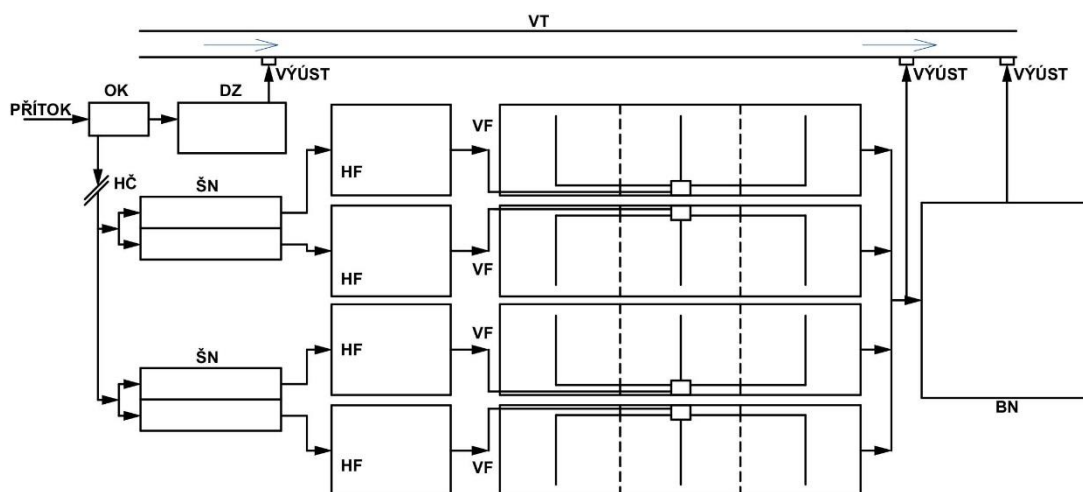 VT
VÝÚST
VÝÚST
VÝÚST
OK
DZ
PŘÍTOK
VF
HČ
ŠN
HF
HF
VF
ŠN
HF
VF
BN
HF
VF